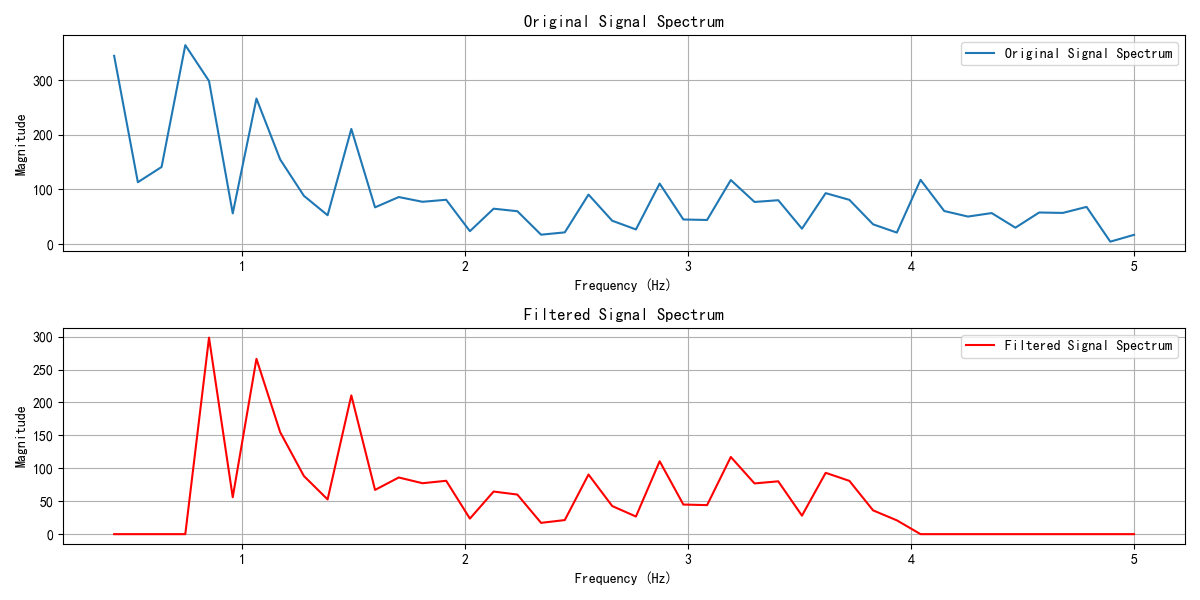 Original Signal Spectrum
Original Signal Spectrum
Magnitude
300
200
100
0
1 2 3 4 5
Frequency (Hz)
Filtered Signal Spectrum
Filtered Signal Spectrum
Magnitude
300
250
200
150
100
50
0
1 2 3 4 5
Frequency (Hz)